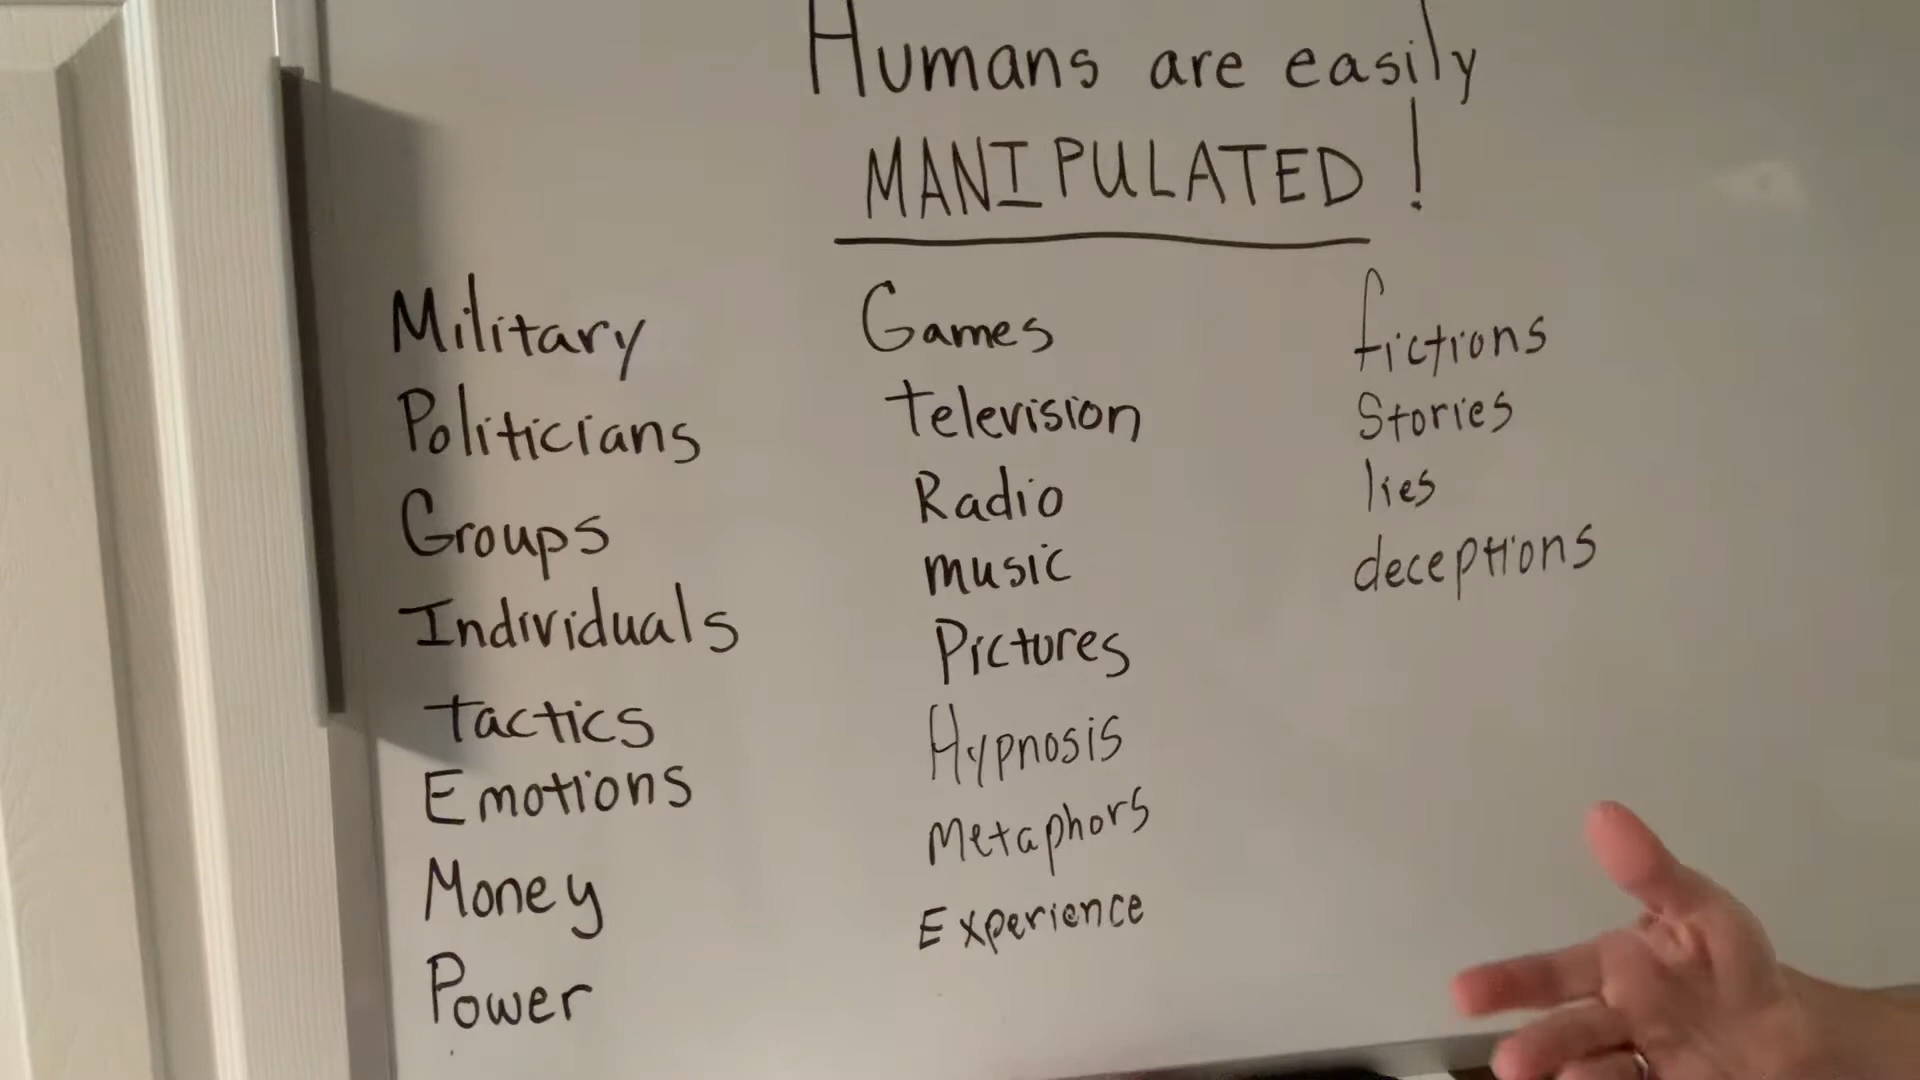 Humans are easily
MANIPULATED!
Military
Politicians
Groups
Individuals
Tactics
Emotions
Money
Power
Games
Television
Radio
music
Pictures
Hypnosis
Metaphors
Experience
fictions
Stories
lies
deceptions